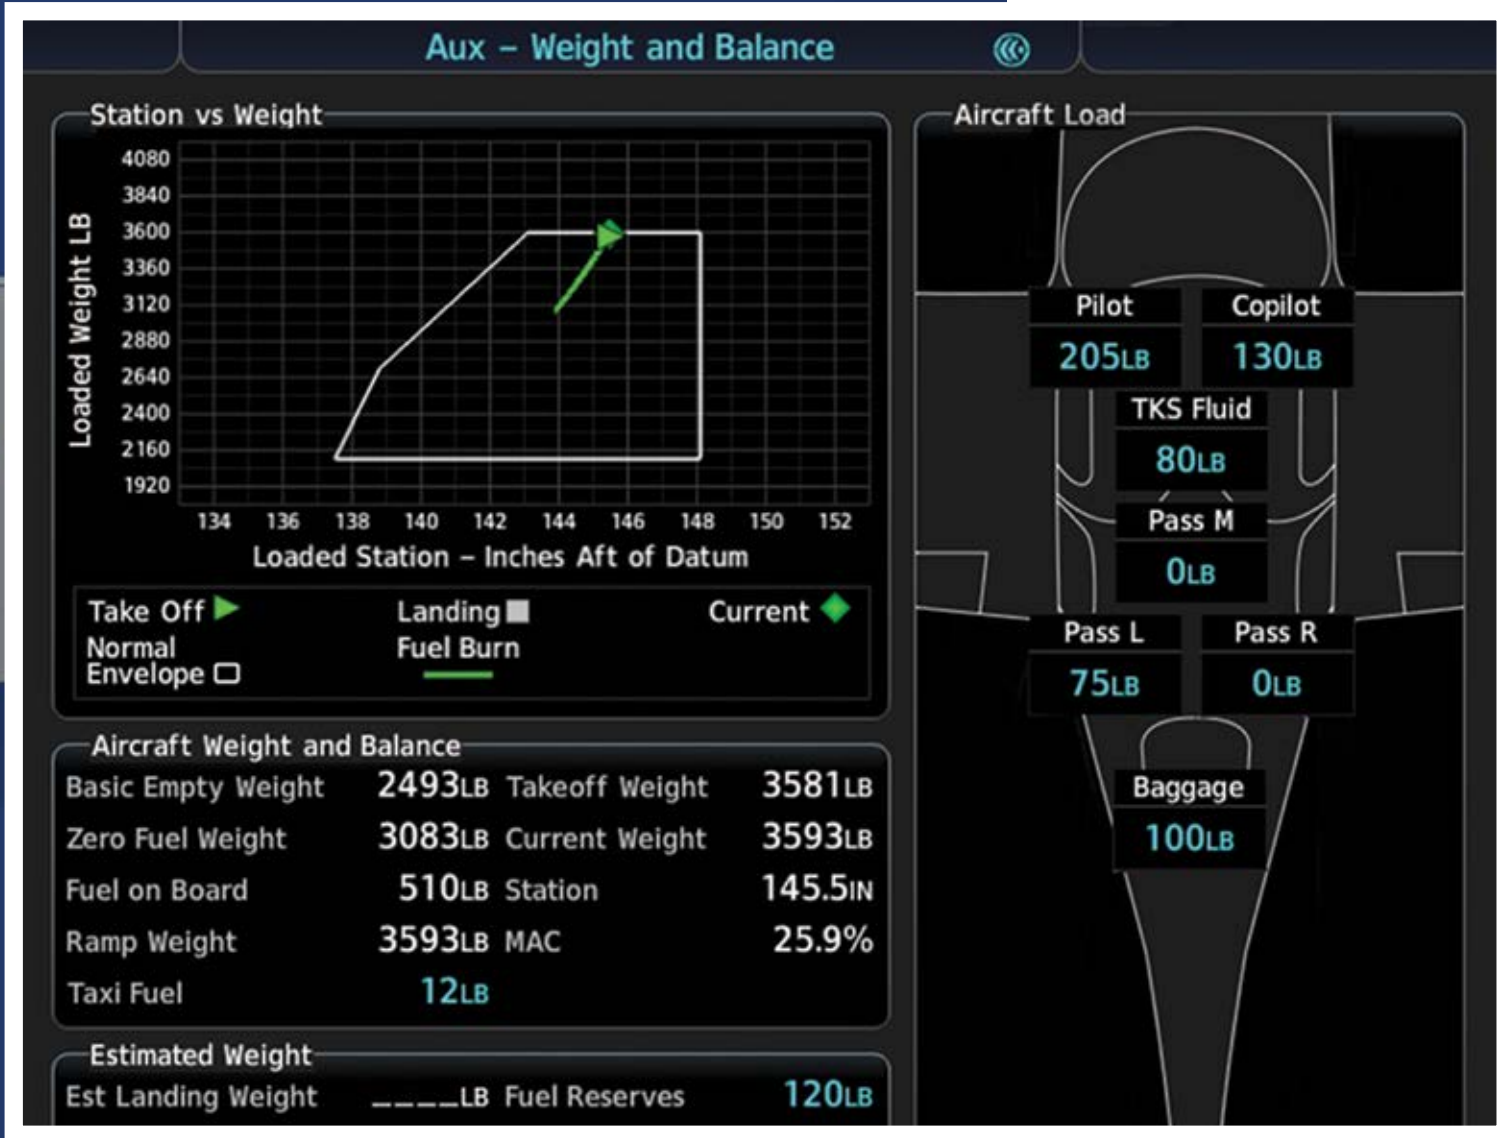 Aux – Weight and Balance
Station vs Weight
Loaded Weight LB
4080
3840
3600
3360
3120
2880
2640
2400
2160
1920
134 136 138 140 142 144 146 148 150 152
Loaded Station – Inches Aft of Datum
Take Off Landing Current
Normal Envelope Fuel Burn
Aircraft Weight and Balance
Basic Empty Weight 2493LB Takeoff Weight 3581LB
Zero Fuel Weight 3083LB Current Weight 3593LB
Fuel on Board 510LB Station 145.5IN
Ramp Weight 3593LB MAC 25.9%
Taxi Fuel 12LB
Estimated Weight
Est Landing Weight ____LB Fuel Reserves 120LB
Aircraft Load
Pilot Copilot
205LB 130LB
TKS Fluid
80LB
Pass M
0LB
Pass L Pass R
75LB 0LB
Baggage
100LB